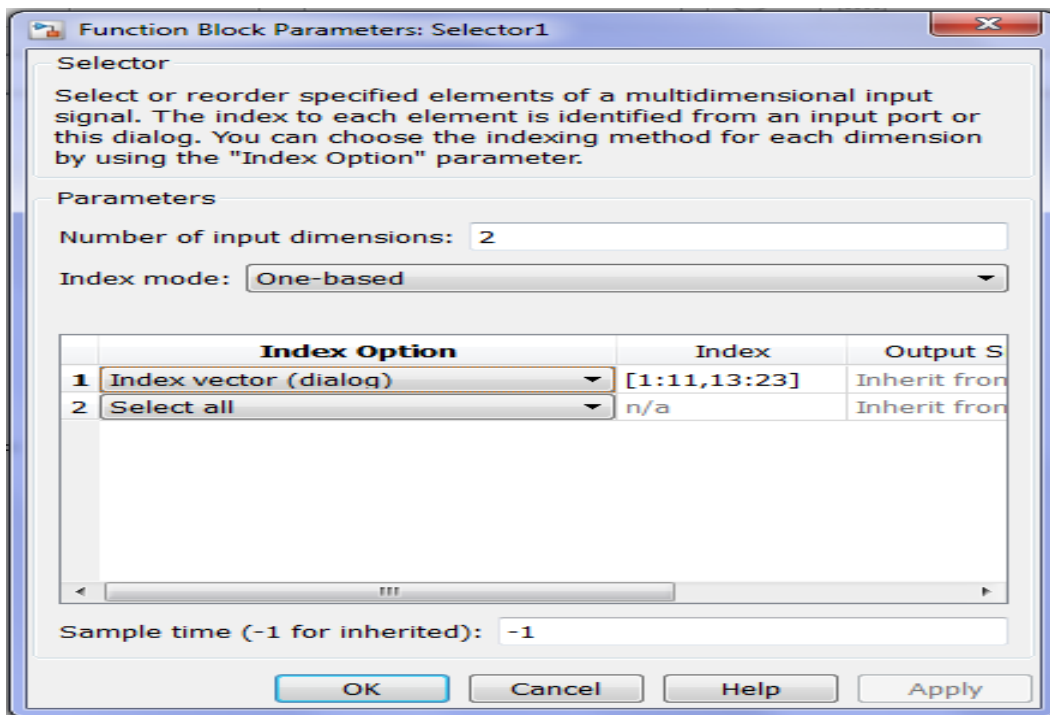 Function Block Parameters: Selector1
Selector
Select or reorder specified elements of a multidimensional input
signal. The index to each element is identified from an input port or
this dialog. You can choose the indexing method for each dimension
by using the "Index Option" parameter.
Parameters
Number of input dimensions: 2
Index mode: One-based
Index Option Index Output S
1 Index vector (dialog) [1:11,13:23] Inherit fron
2 Select all n/a Inherit fron
Sample time (-1 for inherited): -1
OK Cancel Help Apply